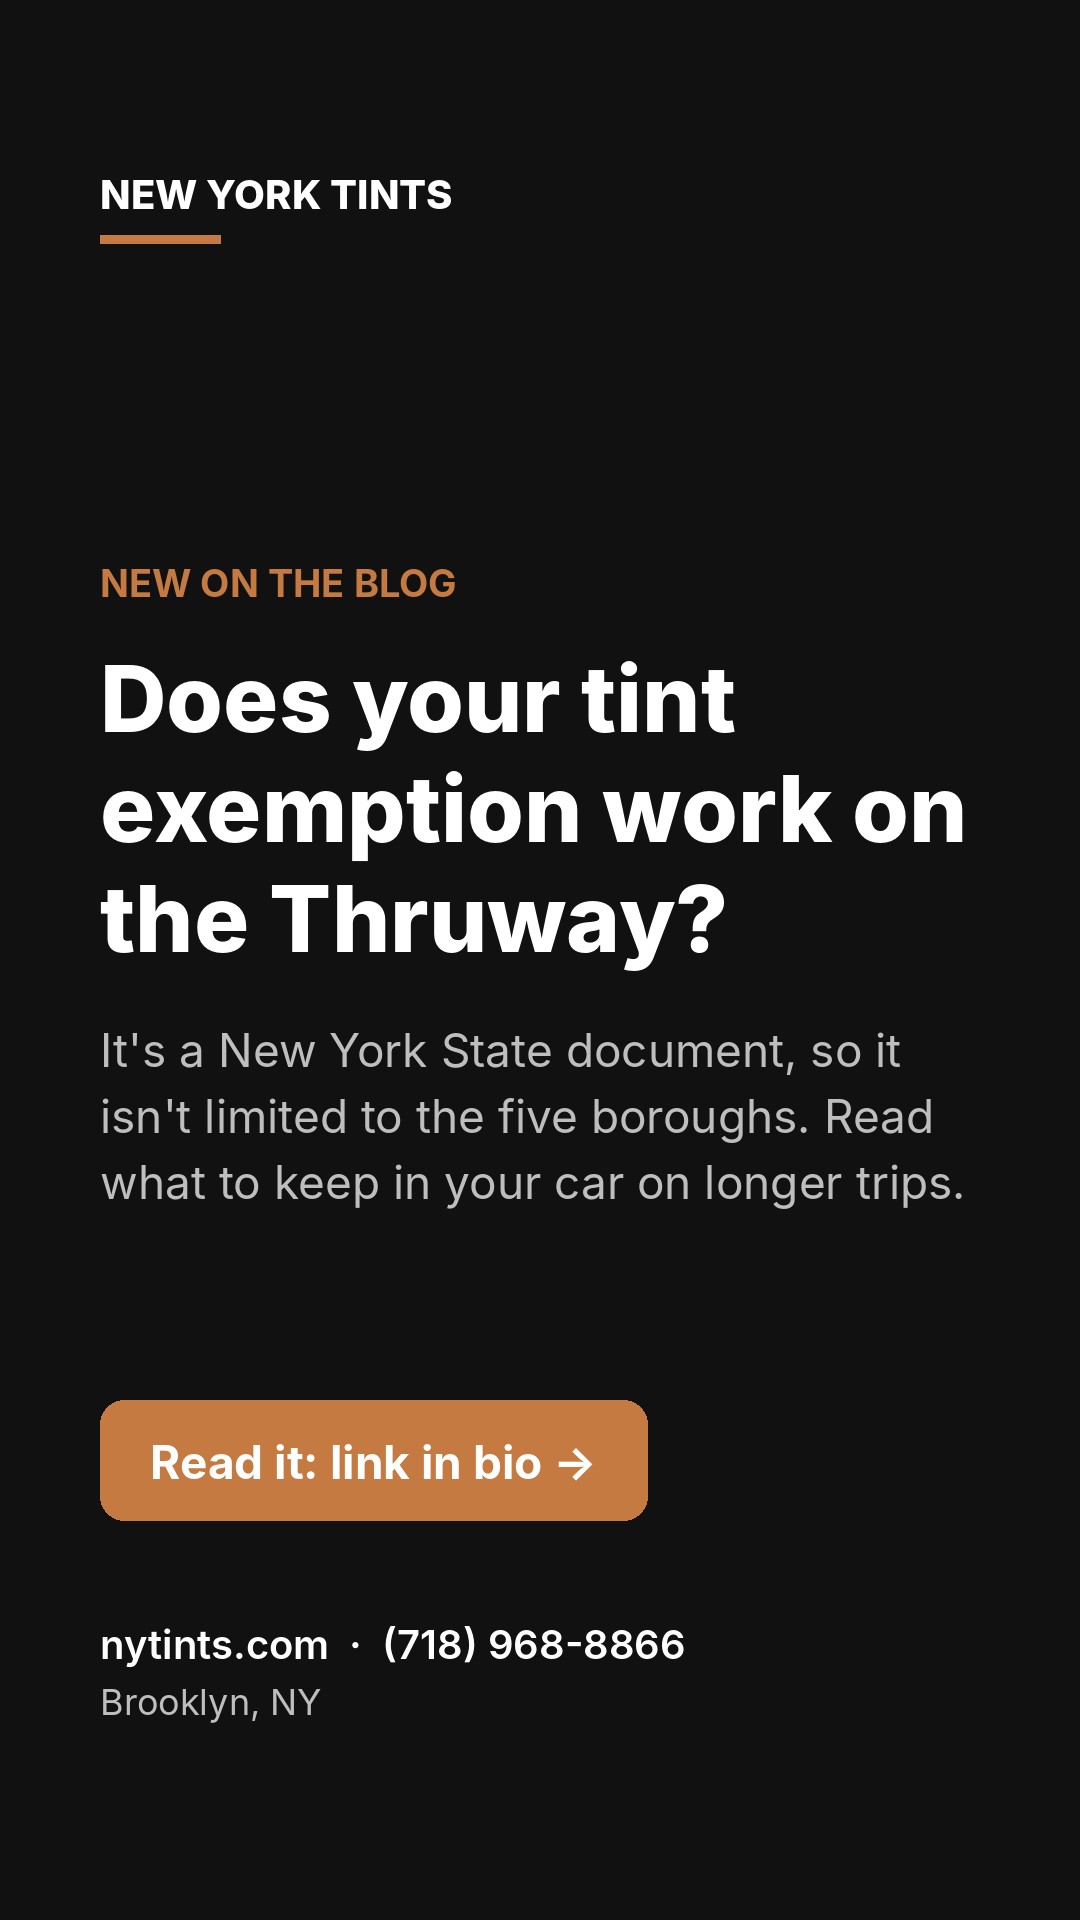 NEW YORK TINTS
NEW ON THE BLOG
Does your tint
exemption work on
the Thruway?
It's a New York State document, so it
isn't limited to the five boroughs. Read
what to keep in your car on longer trips.
Read it: link in bio →
nytints.com · (718) 968-8866
Brooklyn, NY